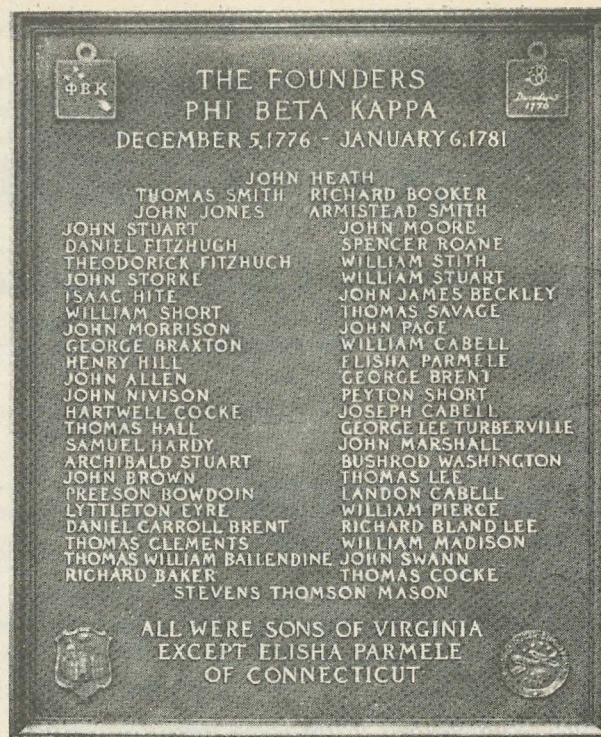 ΦΒΚ
THE FOUNDERS
PHI BETA KAPPA
DECEMBER 5, 1776 - JANUARY 6, 1781
JOHN HEATH
THOMAS SMITH RICHARD BOOKER
JOHN JONES ARMISTEAD SMITH
JOHN STUART JOHN MOORE
DANIEL FITZHUGH SPENCER ROANE
THEODORICK FITZHUCH WILLIAM STITH
JOHN STORKE WILLIAM STUART
ISAAC HITE JOHN JAMES BECKLEY
WILLIAM SHORT THOMAS SAVAGE
JOHN MORRISON JOHN PAGE
GEORGE BRAXTON WILLIAM CABELL
HENRY HILL ELISHA PARMELE
JOHN ALLEN GEORGE BRENT
JOHN NIVISON PEYTON SHORT
HARTWELL COCKE JOSEPH CABELL
THOMAS HALL GEORGE LEE TURBERVILLE
SAMUEL HARDY JOHN MARSHALL
ARCHIBALD STUART BUSHROD WASHINGTON
JOHN BROWN THOMAS LEE
PREESON BOWDOIN LANDON CABELL
LYTTLETON EYRE WILLIAM PIERCE
DANIEL CARROLL BRENT RICHARD BLAND LEE
THOMAS CLEMENTS WILLIAM MADISON
THOMAS WILLIAM BALLENDINE JOHN SWANN
RICHARD BAKER THOMAS COCKE
STEVENS THOMSON MASON
ALL WERE SONS OF VIRGINIA
EXCEPT ELISHA PARMELE
OF CONNECTICUT